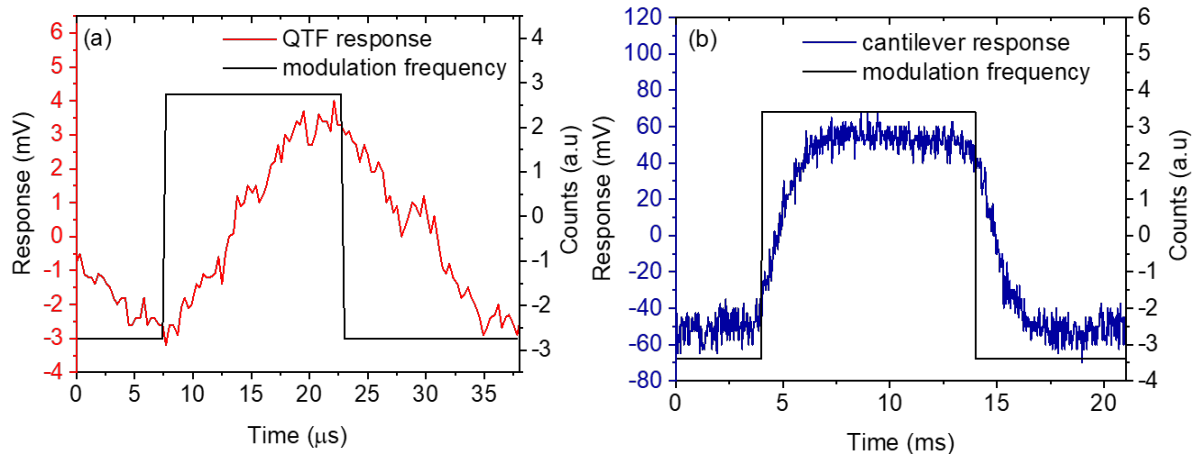 (a)
QTF response
modulation frequency
Response (mV)
6
5
4
3
2
1
0
-1
-2
-3
-4
Counts (a.u)
4
3
2
1
0
-1
-2
-3
0 5 10 15 20 25 30 35
Time (μs)
(b)
cantilever response
modulation frequency
Response (mV)
120
100
80
60
40
20
0
-20
-40
-60
-80
Counts (a.u)
6
5
4
3
2
1
0
-1
-2
-3
-4
0 5 10 15 20
Time (ms)